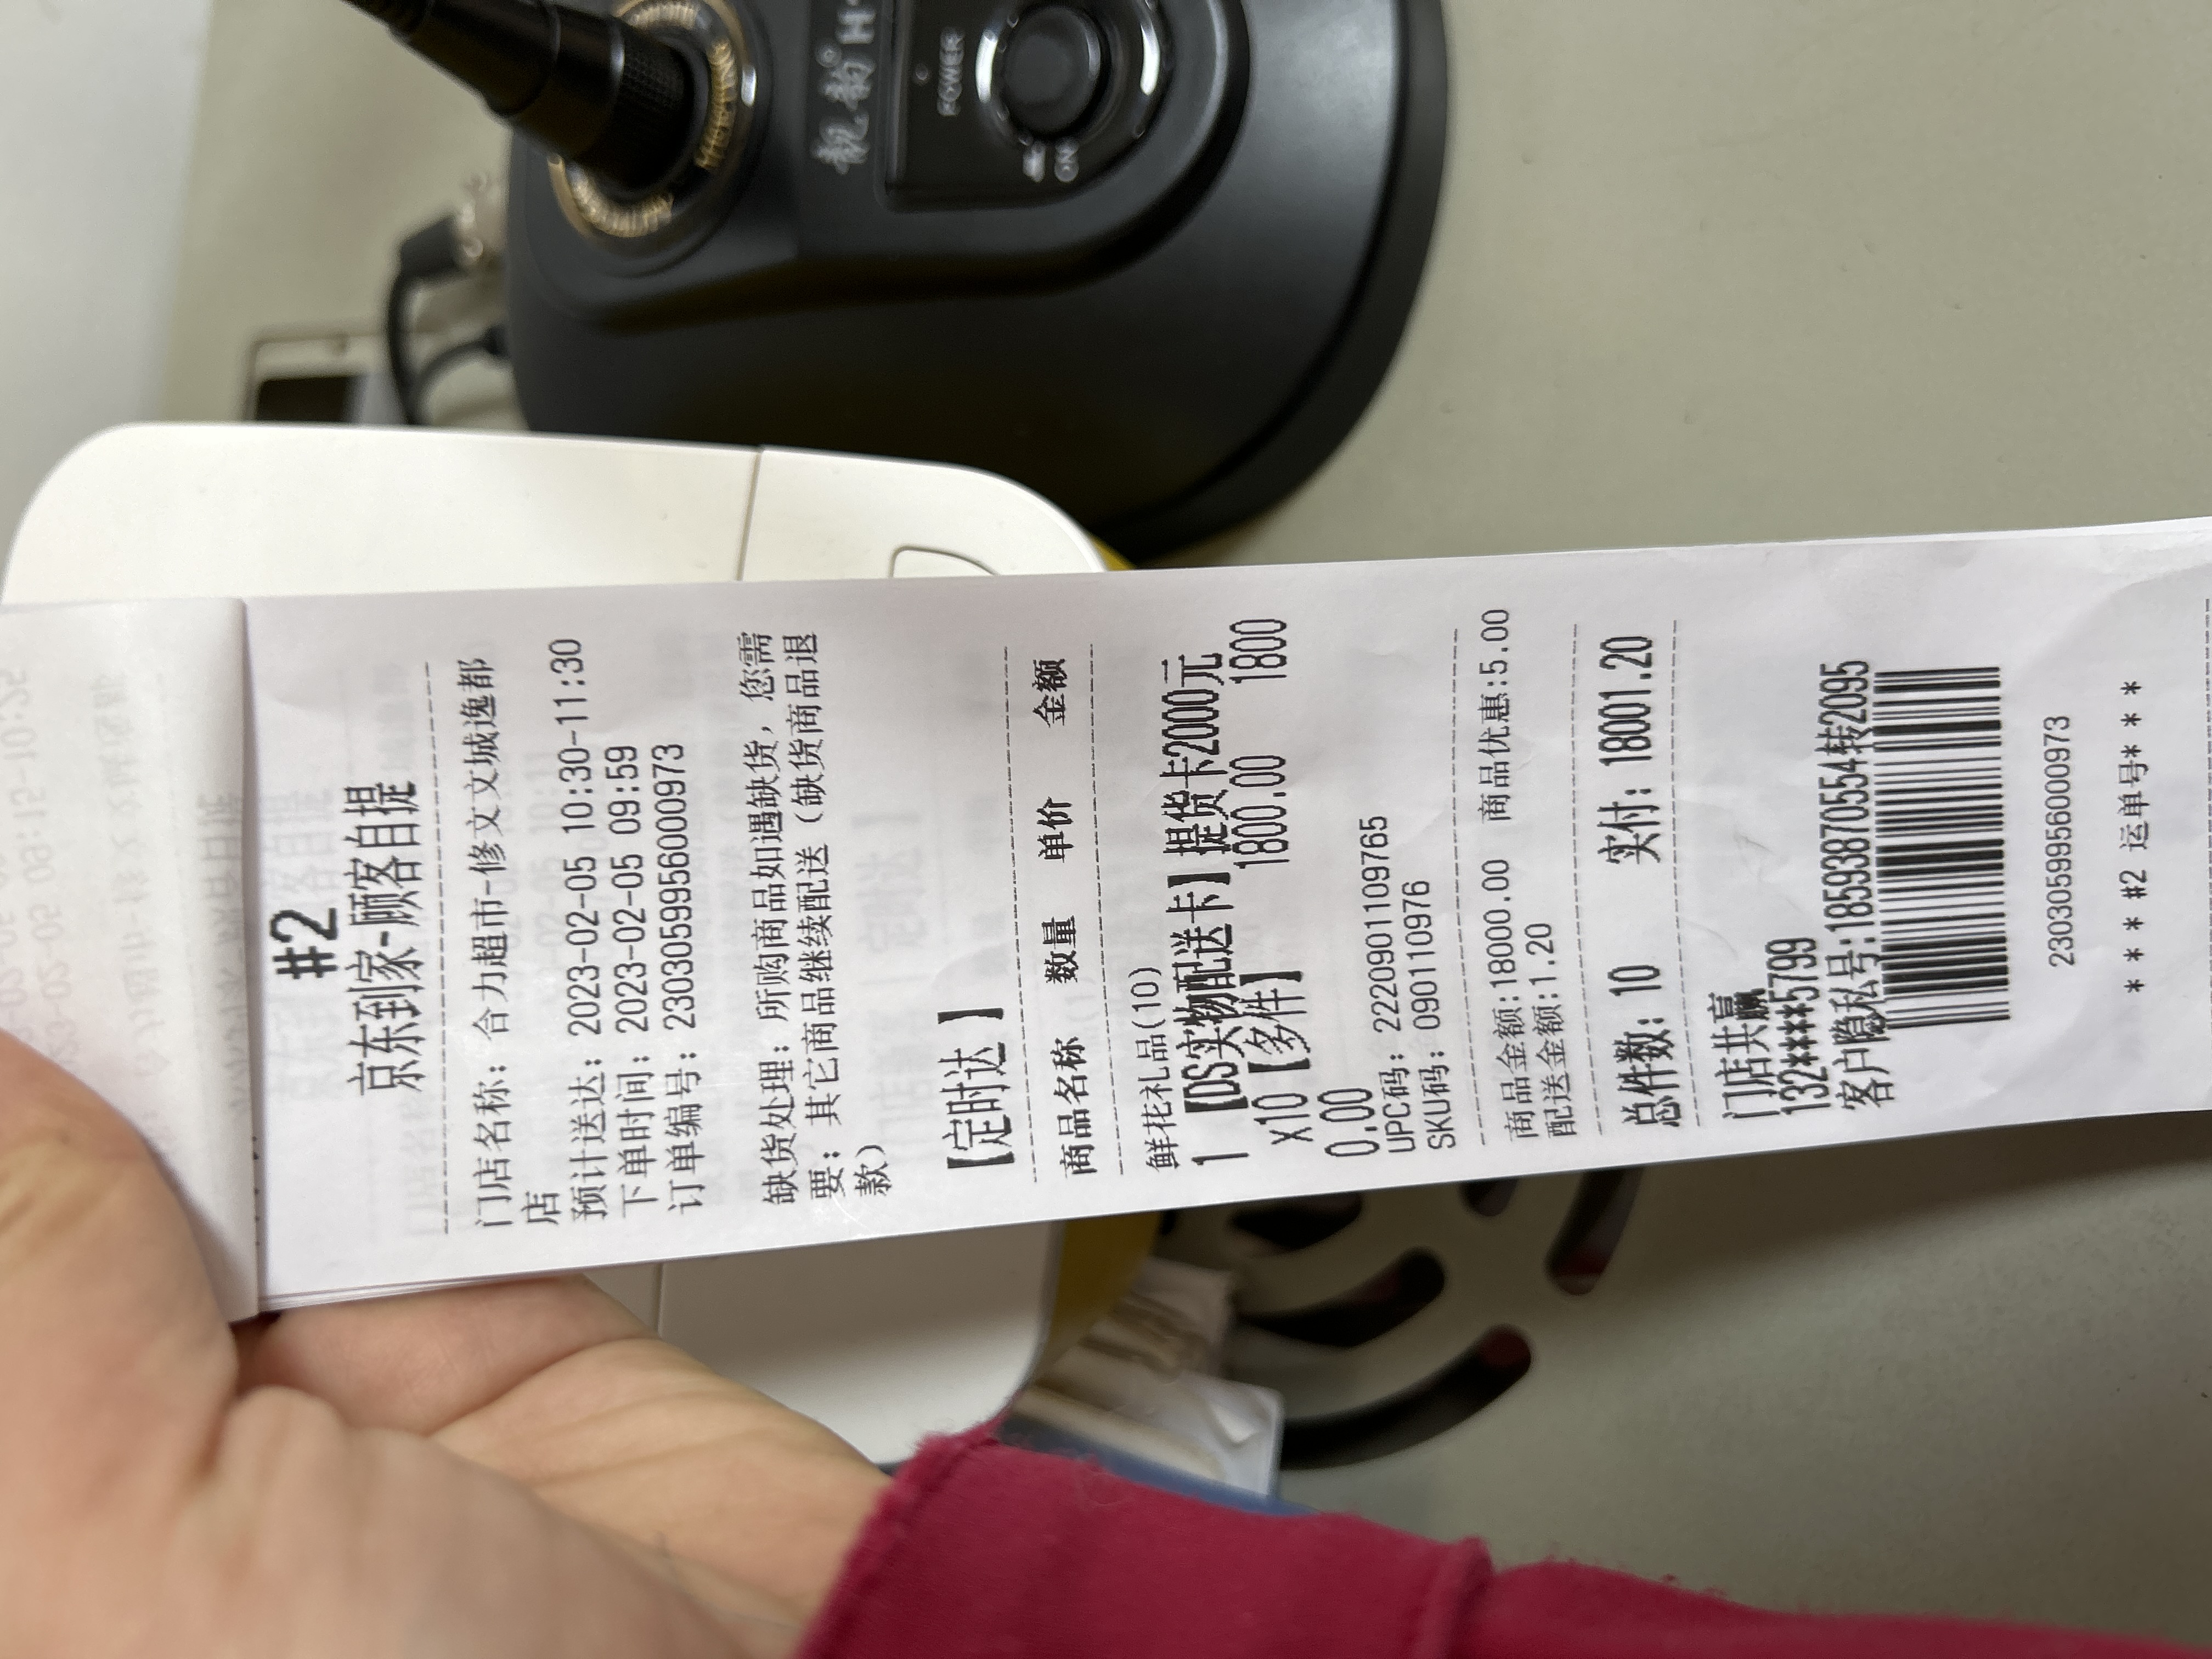 #2
京东到家-顾客自提
门店名称：合力超市-修文文城逸都
店
预计送达：2023-02-05 10:30-11:30
下单时间：2023-02-05 09:59
订单编号：2303059956000973
缺货处理：所购商品如遇缺货，您需
要：其它商品继续配送（缺货商品退
款）
【定时达 】
商品名称 数量 单价 金额
鲜花礼品(10)
1 【DS实物配送卡】提货卡2000元
x10【多件】 1800.00 1800
0.00
UPC码：2220901109765
SKU码：090110976
商品金额:18000.00 商品优惠:5.00
配送金额:1.20
总件数：10 实付：18001.20
门店共赢
132****5799
客户隐私号:18593870554转2095
2303059956000973
* * * * #2 运单号* * * *
靓韵® H
POWER
ON
MEETING